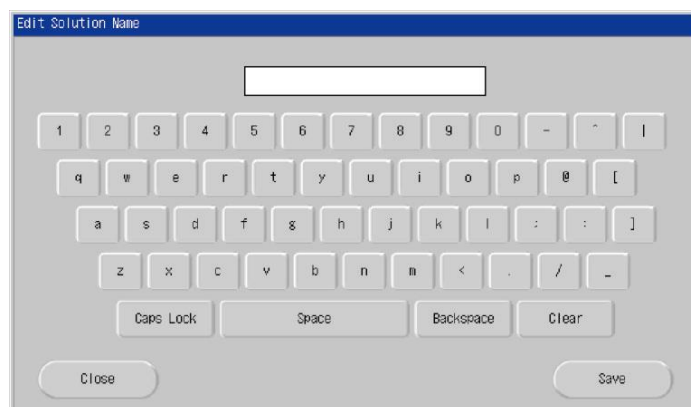 Edit Solution Name
1 2 3 4 5 6 7 8 9 0 - ^ |
q w e r t y u i o p @ [
a s d f g h j k l ; : ]
z x c v b n m < . / _
Caps Lock Space Backspace Clear
Close Save